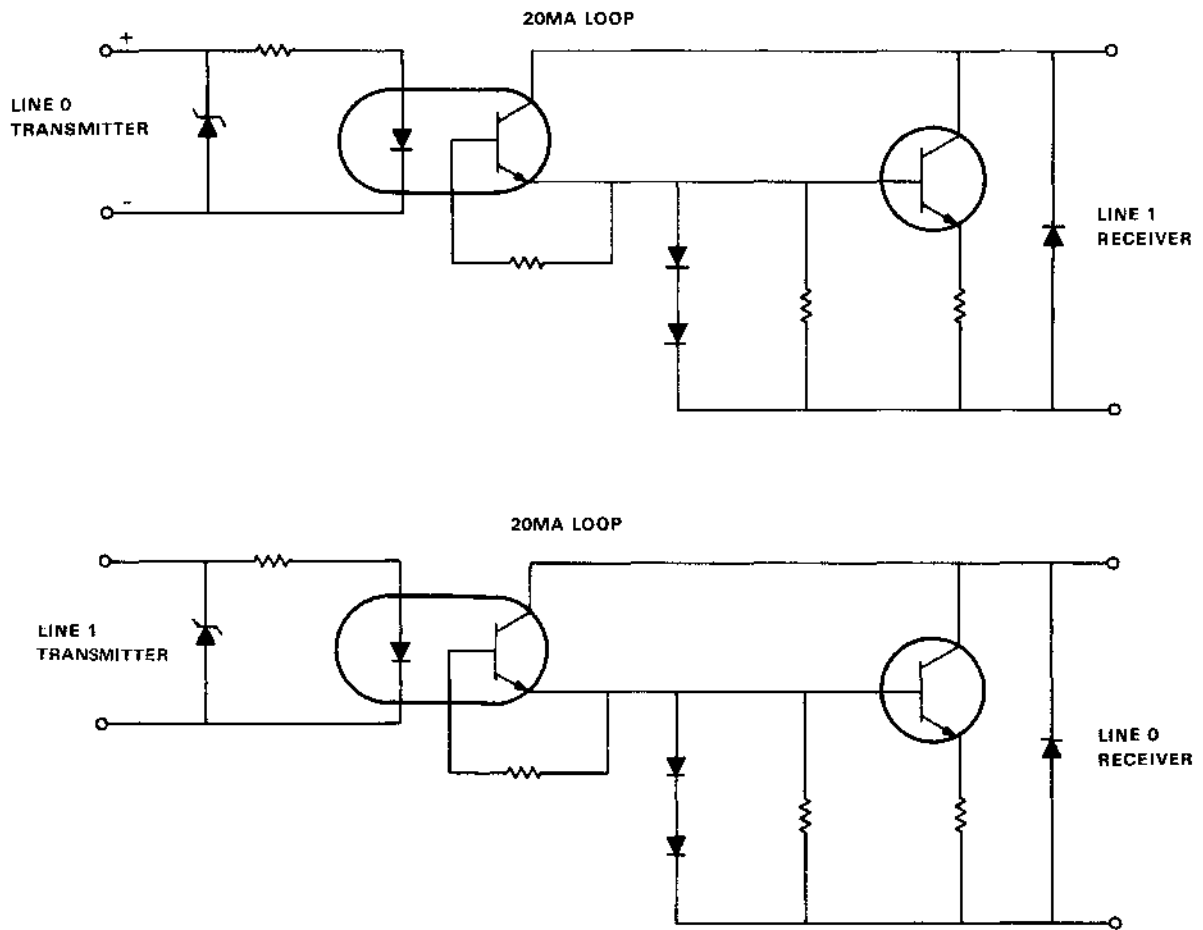 20MA LOOP
+
LINE 0
TRANSMITTER
-
LINE 1
RECEIVER
20MA LOOP
LINE 1
TRANSMITTER
LINE 0
RECEIVER